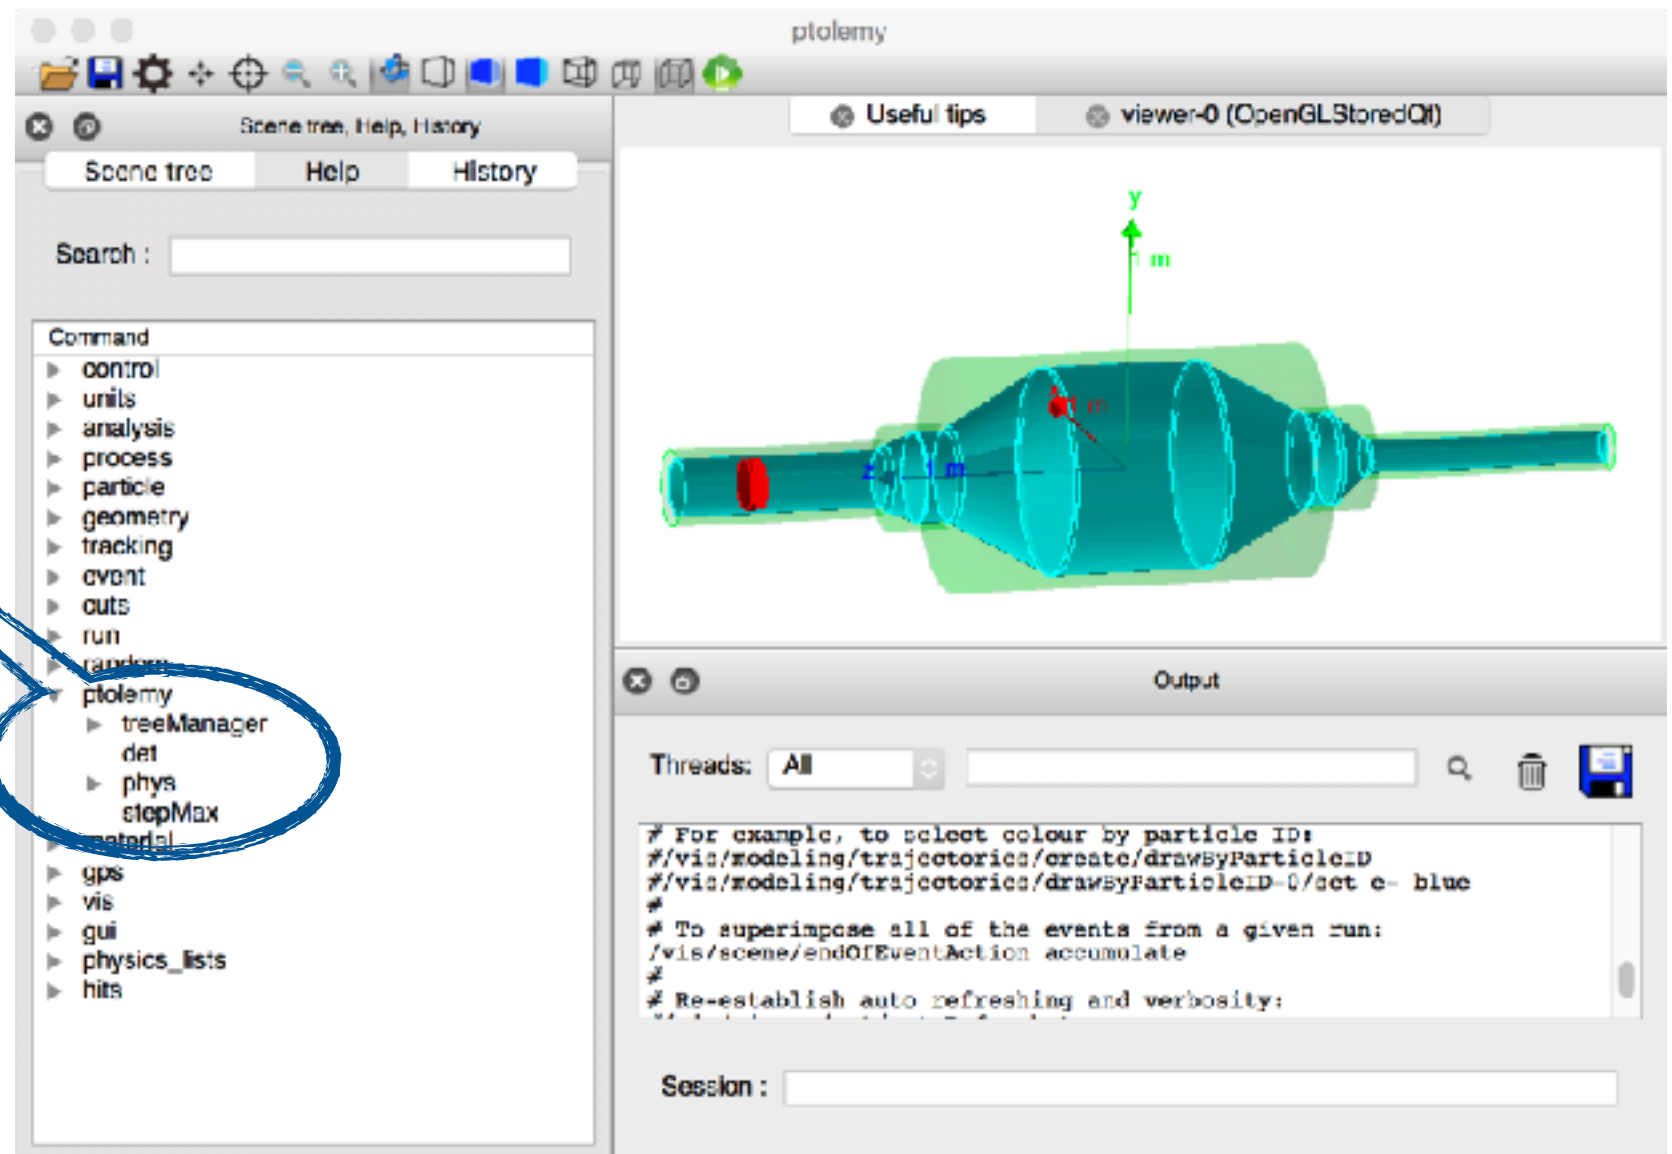 ptolemy
Scene tree, Help, History
Scene tree Help History
Search :
Command
control
units
analysis
process
particle
geometry
tracking
event
cuts
run
random
ptolemy
treeManager
det
phys
stepMax
material
gps
vis
gui
physics_lists
hits
Useful tips viewer-0 (OpenGLStoredQt)
y
1 m
1 m
z 1 m
Output
Threads: All
# For example, to select colour by particle ID:
#/vis/modeling/trajectories/create/drawByParticleID
#/vis/modeling/trajectories/drawByParticleID-0/set e- blue
#
# To superimpose all of the events from a given run:
/vis/scene/endOfEventAction accumulate
#
# Re-establish auto refreshing and verbosity:
Session :